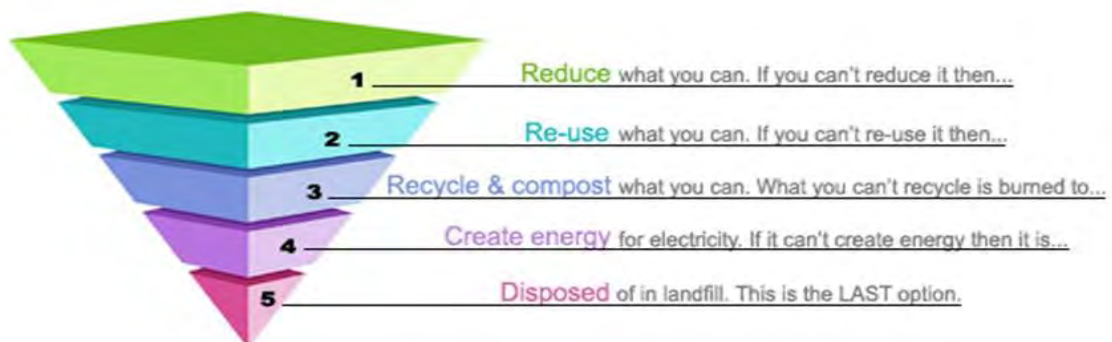 1 Reduce what you can. If you can't reduce it then...
2 Re-use what you can. If you can't re-use it then...
3 Recycle & compost what you can. What you can't recycle is burned to...
4 Create energy for electricity. If it can't create energy then it is...
5 Disposed of in landfill. This is the LAST option.